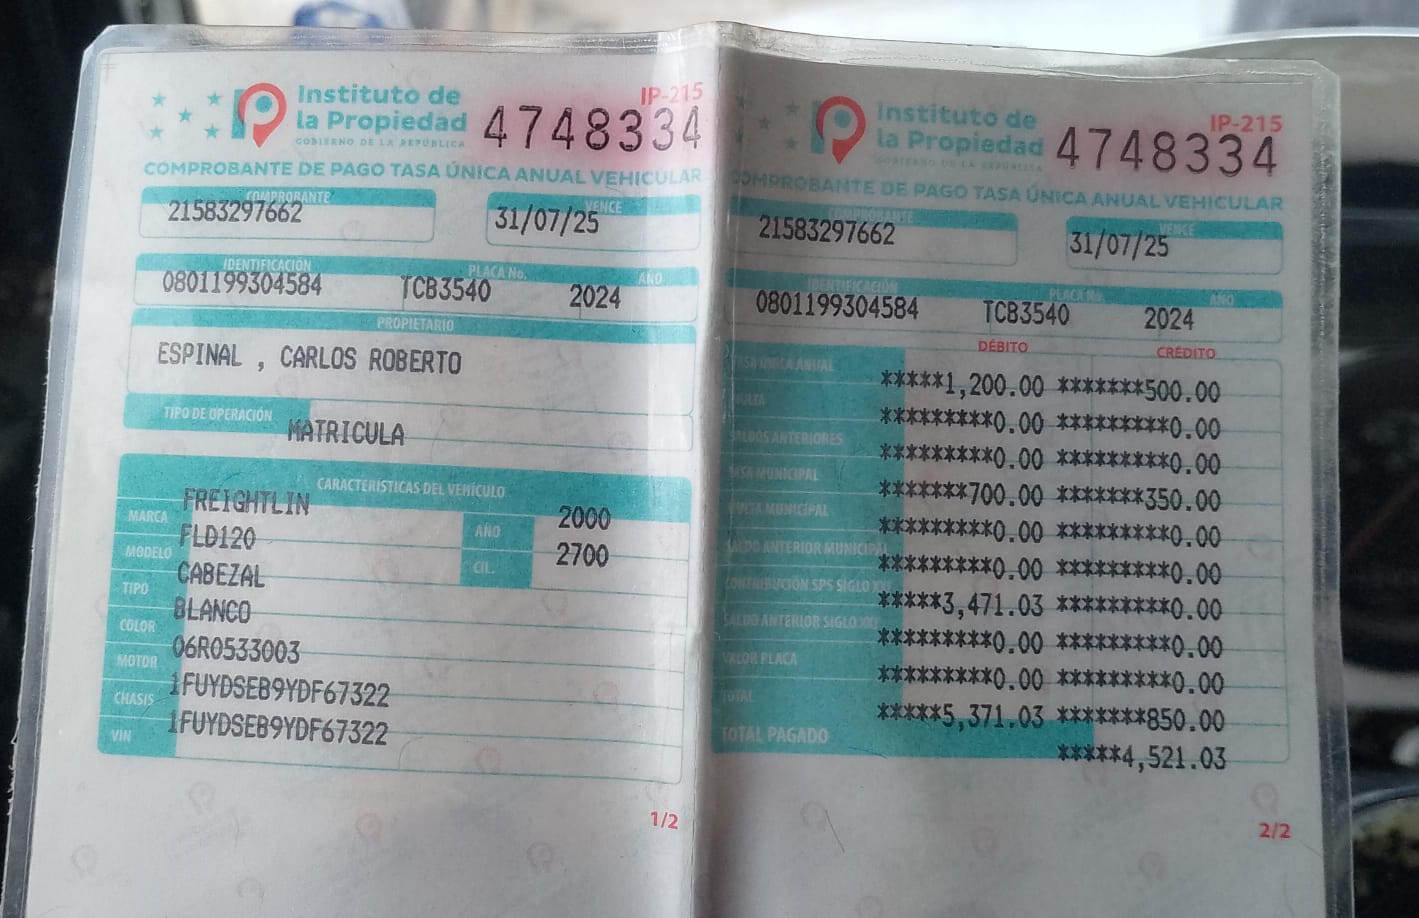 Instituto de
la Propiedad
GOBIERNO DE LA REPÚBLICA
IP-215
4748334
COMPROBANTE DE PAGO TASA ÚNICA ANUAL VEHICULAR
COMPROBANTE
21583297662
VENCE
31/07/25
IDENTIFICACIÓN PLACA No. AÑO
0801199304584 TCB3540 2024
PROPIETARIO
ESPINAL , CARLOS ROBERTO
TIPO DE OPERACIÓN
MATRICULA
CARACTERÍSTICAS DEL VEHÍCULO
MARCA FREIGHTLIN AÑO 2000
MODELO FLD120 CIL. 2700
TIPO CABEZAL
COLOR BLANCO
MOTOR 06R0533003
CHASIS 1FUYDSEB9YDF67322
VIN 1FUYDSEB9YDF67322
1/2
Instituto de
la Propiedad
GOBIERNO DE LA REPÚBLICA
IP-215
4748334
COMPROBANTE DE PAGO TASA ÚNICA ANUAL VEHICULAR
COMPROBANTE
21583297662
VENCE
31/07/25
IDENTIFICACIÓN PLACA No. AÑO
0801199304584 TCB3540 2024
DÉBITO CRÉDITO
TASA ÚNICA ANUAL *****1,200.00 *******500.00
MULTA *********0.00 *********0.00
SALDOS ANTERIORES *********0.00 *********0.00
TASA MUNICIPAL *******700.00 *******350.00
MULTA MUNICIPAL *********0.00 *********0.00
SALDO ANTERIOR MUNICIPAL *********0.00 *********0.00
CONTRIBUCIÓN SPS SIGLO XXI *****3,471.03 *********0.00
SALDO ANTERIOR SIGLO XXI *********0.00 *********0.00
VALOR PLACA *********0.00 *********0.00
TOTAL *****5,371.03 *******850.00
TOTAL PAGADO *****4,521.03
2/2